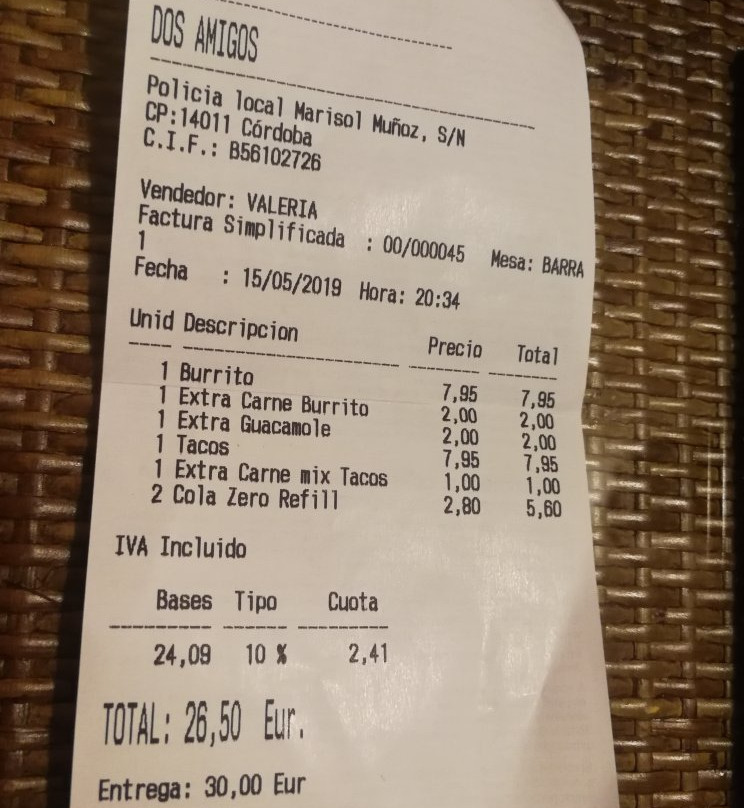 DOS AMIGOS
Policia local Marisol Muñoz, S/N
CP:14011 Córdoba
C.I.F.: B56102726
Vendedor: VALERIA
Factura Simplificada : 00/000045 Mesa: BARRA
1
Fecha : 15/05/2019 Hora: 20:34
Unid Descripcion Precio Total
1 Burrito 7,95 7,95
1 Extra Carne Burrito 2,00 2,00
1 Extra Guacamole 2,00 2,00
1 Tacos 7,95 7,95
1 Extra Carne mix Tacos 1,00 1,00
2 Cola Zero Refill 2,80 5,60
IVA Incluido
Bases Tipo Cuota
24,09 10 % 2,41
TOTAL: 26,50 Eur.
Entrega: 30,00 Eur